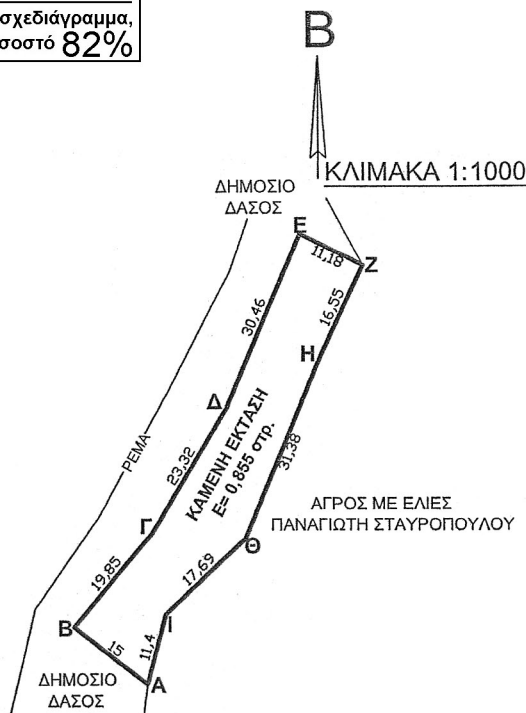 σχεδιάγραμμα,
σοστό 82%
Β
ΚΛΙΜΑΚΑ 1:1000
ΔΗΜΟΣΙΟ
ΔΑΣΟΣ
Ε
11,18
Ζ
16,55
30,46
Η
Δ
ΚΑΜΕΝΗ ΕΚΤΑΣΗ
Ε= 0,855 στρ.
31,38
ΡΕΜΑ
23,32
ΑΓΡΟΣ ΜΕ ΕΛΙΕΣ
ΠΑΝΑΓΙΩΤΗ ΣΤΑΥΡΟΠΟΥΛΟΥ
Γ
Θ
17,69
19,85
Ι
Β
15
11,4
Α
ΔΗΜΟΣΙΟ
ΔΑΣΟΣ